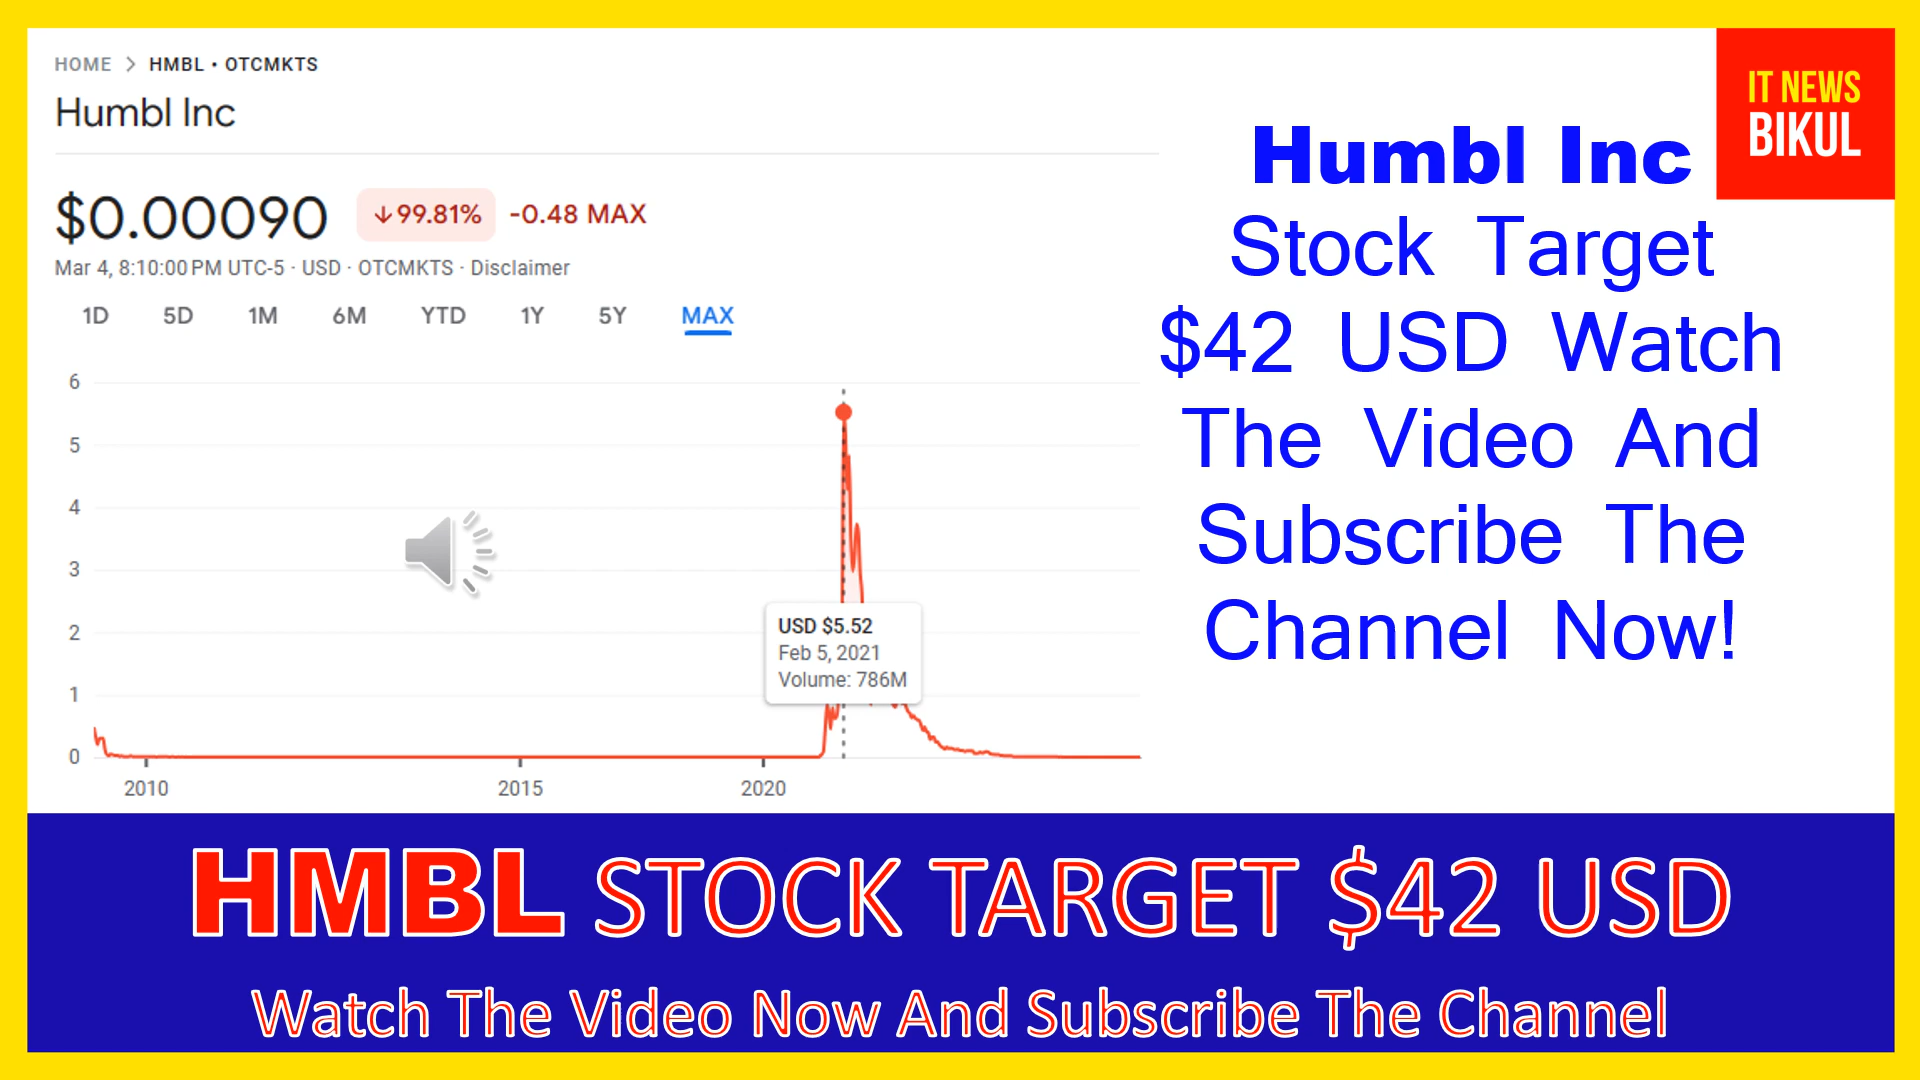 HOME > HMBL • OTCMKTS
Humbl Inc
$0.00090 ↓99.81% -0.48 MAX
Mar 4, 8:10:00 PM UTC-5 · USD · OTCMKTS · Disclaimer
1D 5D 1M 6M YTD 1Y 5Y MAX
6
5
4
3
2
1
0
USD $5.52
Feb 5, 2021
Volume: 786M
2010 2015 2020
IT NEWS
BIKUL
Humbl Inc
Stock Target
$42 USD Watch
The Video And
Subscribe The
Channel Now!
HMBL STOCK TARGET $42 USD
Watch The Video Now And Subscribe The Channel